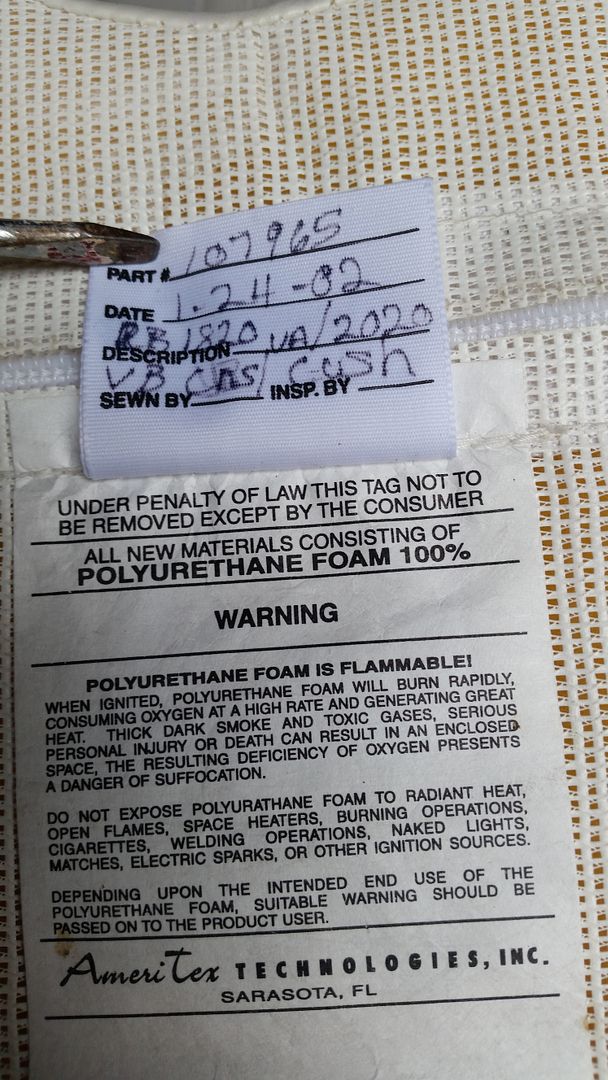 PART # 107965
DATE 1-24-02
RB1820 VA/2020
DESCRIPTION
VB Cns/Cush
SEWN BY INSP. BY
UNDER PENALTY OF LAW THIS TAG NOT TO
BE REMOVED EXCEPT BY THE CONSUMER
ALL NEW MATERIALS CONSISTING OF
POLYURETHANE FOAM 100%
WARNING
POLYURETHANE FOAM IS FLAMMABLE!
WHEN IGNITED, POLYURETHANE FOAM WILL BURN RAPIDLY,
CONSUMING OXYGEN AT A HIGH RATE AND GENERATING GREAT
HEAT. THICK DARK SMOKE AND TOXIC GASES, SERIOUS
PERSONAL INJURY OR DEATH CAN RESULT IN AN ENCLOSED
SPACE, THE RESULTING DEFICIENCY OF OXYGEN PRESENTS
A DANGER OF SUFFOCATION.
DO NOT EXPOSE POLYURATHANE FOAM TO RADIANT HEAT,
OPEN FLAMES, SPACE HEATERS, BURNING OPERATIONS,
CIGARETTES, WELDING OPERATIONS, NAKED LIGHTS,
MATCHES, ELECTRIC SPARKS, OR OTHER IGNITION SOURCES.
DEPENDING UPON THE INTENDED END USE OF THE
POLYURETHANE FOAM, SUITABLE WARNING SHOULD BE
PASSED ON TO THE PRODUCT USER.
AmeriTex TECHNOLOGIES, INC.
SARASOTA, FL